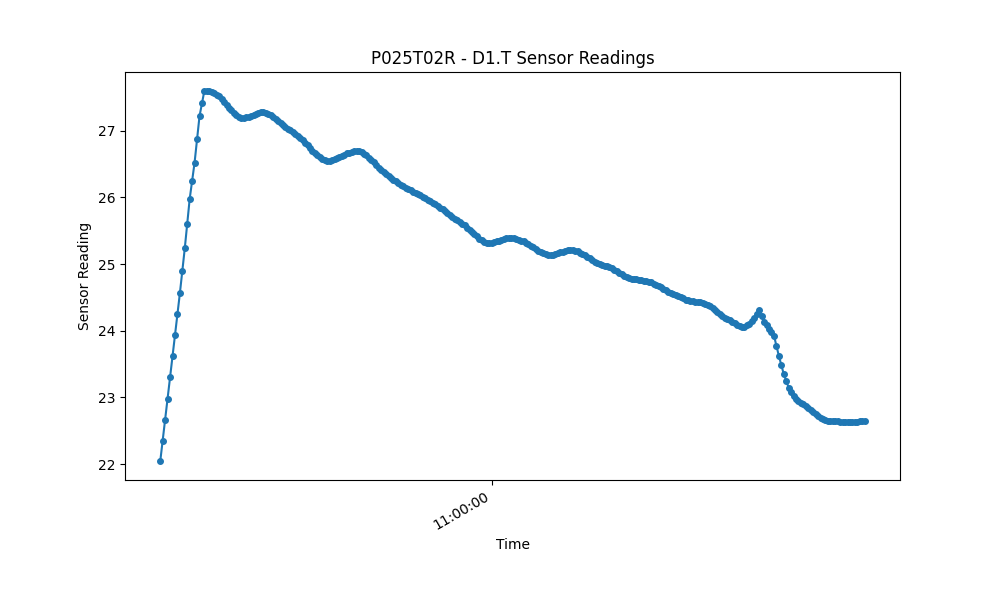 P025T02R - D1.T Sensor Readings
27
26
25
24
23
22
Sensor Reading
11:00:00
Time